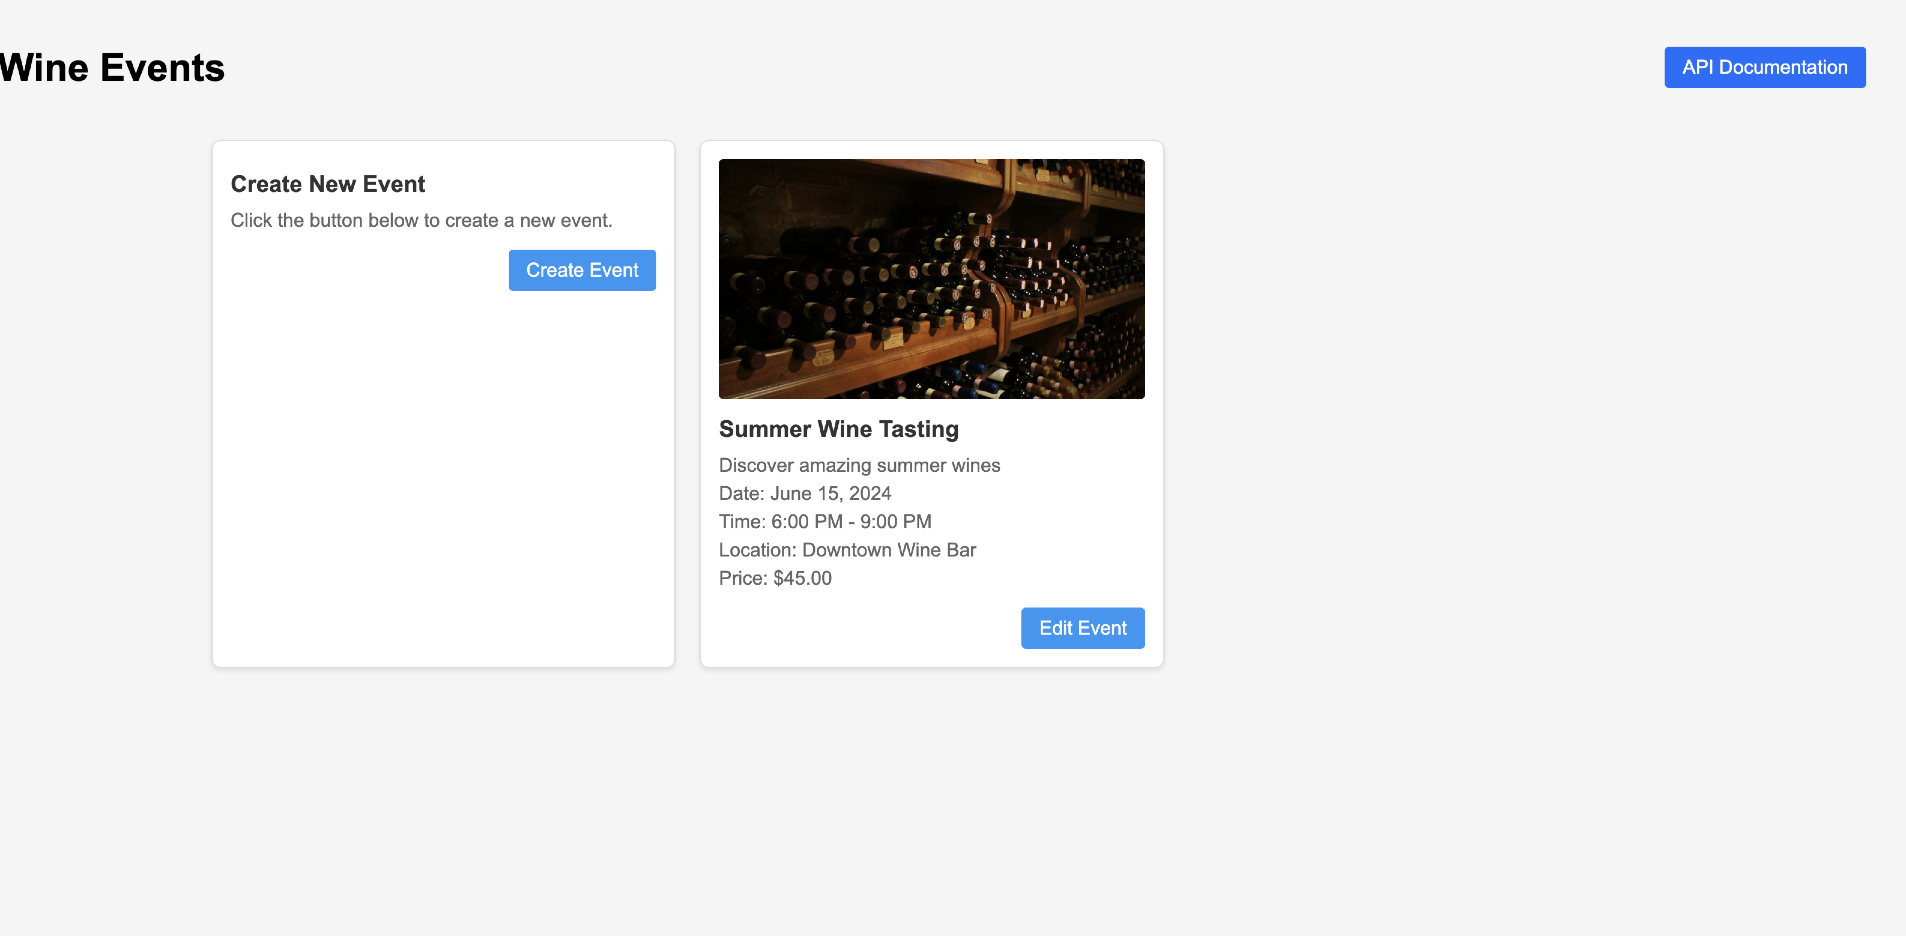 Wine Events
API Documentation
Create New Event
Click the button below to create a new event.
Create Event
Summer Wine Tasting
Discover amazing summer wines
Date: June 15, 2024
Time: 6:00 PM - 9:00 PM
Location: Downtown Wine Bar
Price: $45.00
Edit Event